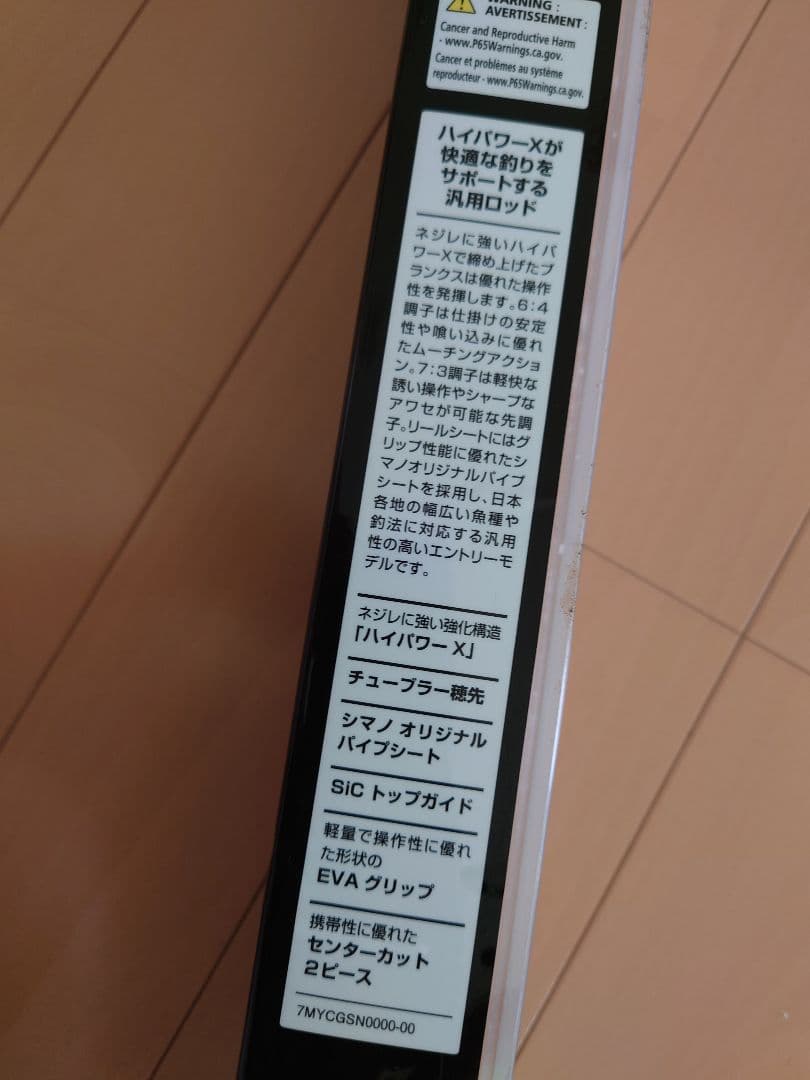 WARNING :
AVERTISSEMENT :
Cancer and Reproductive Harm
- www.P65Warnings.ca.gov.
Cancer et problèmes au système
reproducteur - www.P65Warnings.ca.gov.
ハイパワーXが
快適な釣りを
サポートする
汎用ロッド
ネジレに強いハイパ
ワーXで締め上げたブ
ランクスは優れた操作
性を発揮します。6:4
調子は仕掛けの安定
性や喰い込みに優れ
たムーチングアクショ
ン。7:3調子は軽快な
誘い操作やシャープな
アワセが可能な先調
子。リールシートにはグ
リップ性能に優れたシ
マノオリジナルパイプ
シートを採用し、日本
各地の幅広い魚種や
釣法に対応する汎用
性の高いエントリーモ
デルです。
ネジレに強い強化構造
「ハイパワー X」
チューブラー穂先
シマノ オリジナル
パイプシート
SiC トップガイド
軽量で操作性に優れ
た形状の
EVA グリップ
携帯性に優れた
センターカット
2ピース
7MYCGSN0000-00